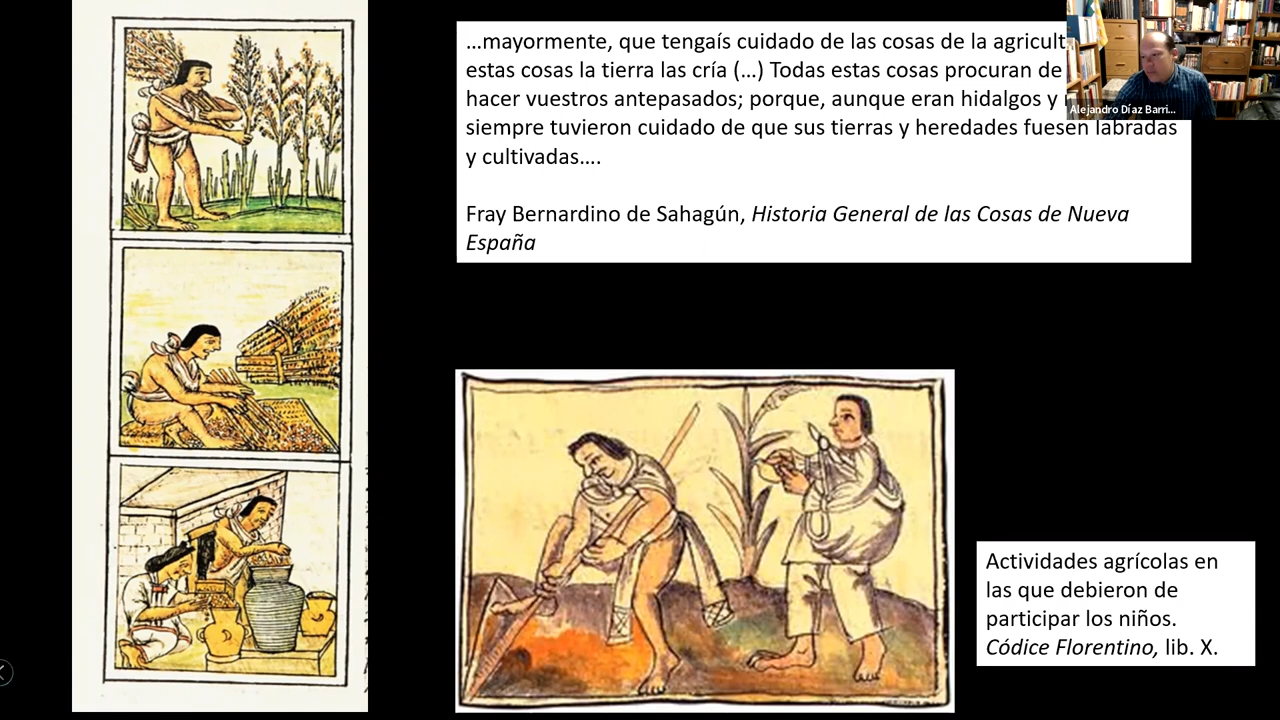 …mayormente, que tengaís cuidado de las cosas de la agricult
estas cosas la tierra las cría (…) Todas estas cosas procuran de
hacer vuestros antepasados; porque, aunque eran hidalgos y
siempre tuvieron cuidado de que sus tierras y heredades fuesen labradas
y cultivadas….
Fray Bernardino de Sahagún, Historia General de las Cosas de Nueva
España
Alejandro Díaz Barri...
Actividades agrícolas en
las que debieron de
participar los niños.
Códice Florentino, lib. X.